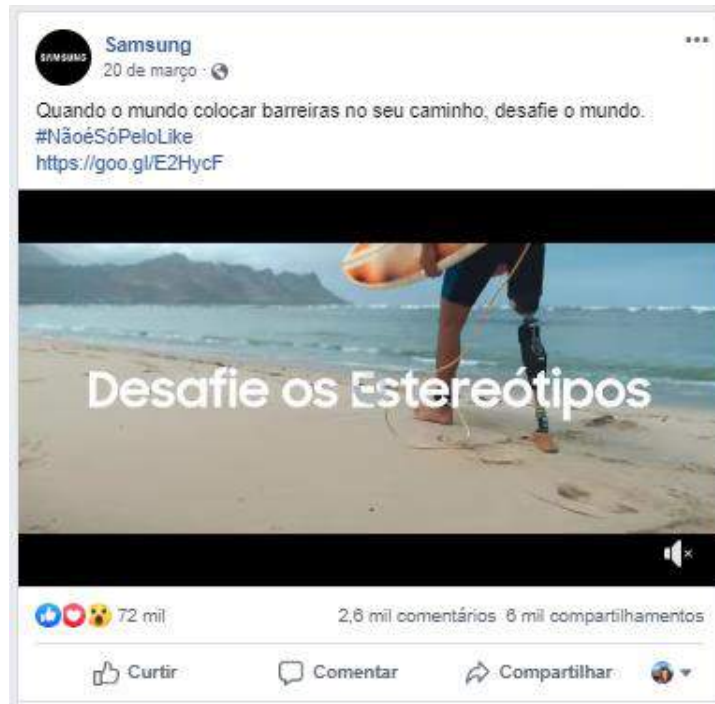 SAMSUNG
Samsung
20 de março ·
Quando o mundo colocar barreiras no seu caminho, desafie o mundo.
#NãoéSóPeloLike
https://goo.gl/E2HycF
Desafie os Estereótipos
72 mil
2,6 mil comentários 6 mil compartilhamentos
Curtir
Comentar
Compartilhar